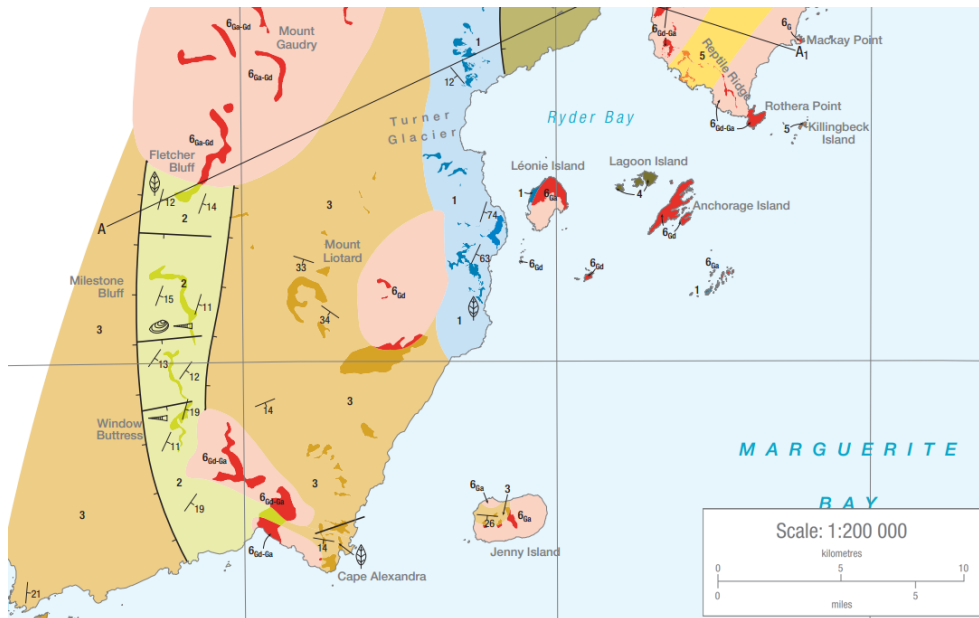 Mount
Gaudry
6Ga-Gd
6Ga-Gd
6Ga-Gd
1
12
6Gd-Ga
Reptile Ridge
5
6G
Mackay Point
A1
Rothera Point
6Gd-Ga
5
Killingbeck
Island
Turner
Glacier
Ryder Bay
Fletcher
Bluff
12
14
2
A
3
1
74
63
Léonie Island
1
6Ga
Lagoon Island
4
Anchorage Island
1
6Gd
6Gd
6Gd
6Ga
1
Mount
Liotard
33
34
6Gd
1
Milestone
Bluff
2
15
11
3
13
12
19
Window
Buttress
11
14
3
6Gd-Ga
2
19
6Gd-Ga
3
6Gd-Ga
14
Cape Alexandra
3
21
6Ga
3
26
6Ga
Jenny Island
MARGUERITE
BAY
Scale: 1:200 000
kilometres
0 5 10
0 5
miles